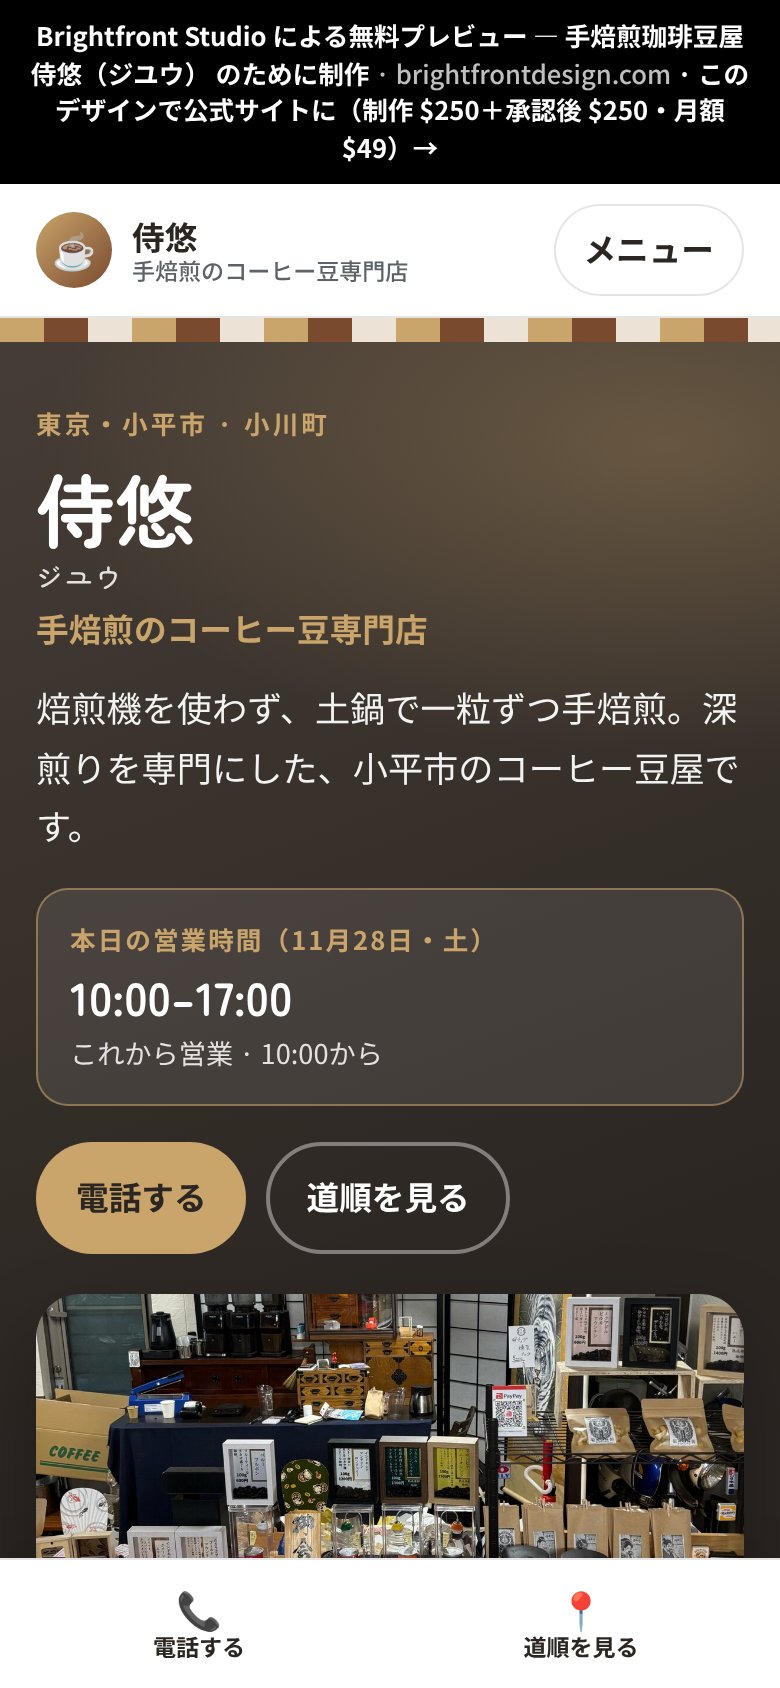 Brightfront Studio による無料プレビュー — 手焙煎珈琲豆屋
侍悠（ジユウ） のために制作 · brightfrontdesign.com · この
デザインで公式サイトに（制作 $250＋承認後 $250・月額
$49）→
侍悠
手焙煎のコーヒー豆専門店
メニュー
東京・小平市 · 小川町
侍悠
ジユウ
手焙煎のコーヒー豆専門店
焙煎機を使わず、土鍋で一粒ずつ手焙煎。深
煎りを専門にした、小平市のコーヒー豆屋で
す。
本日の営業時間（11月28日・土）
10:00–17:00
これから営業 · 10:00から
電話する
道順を見る
COFFEE
PayPay
電話する
道順を見る